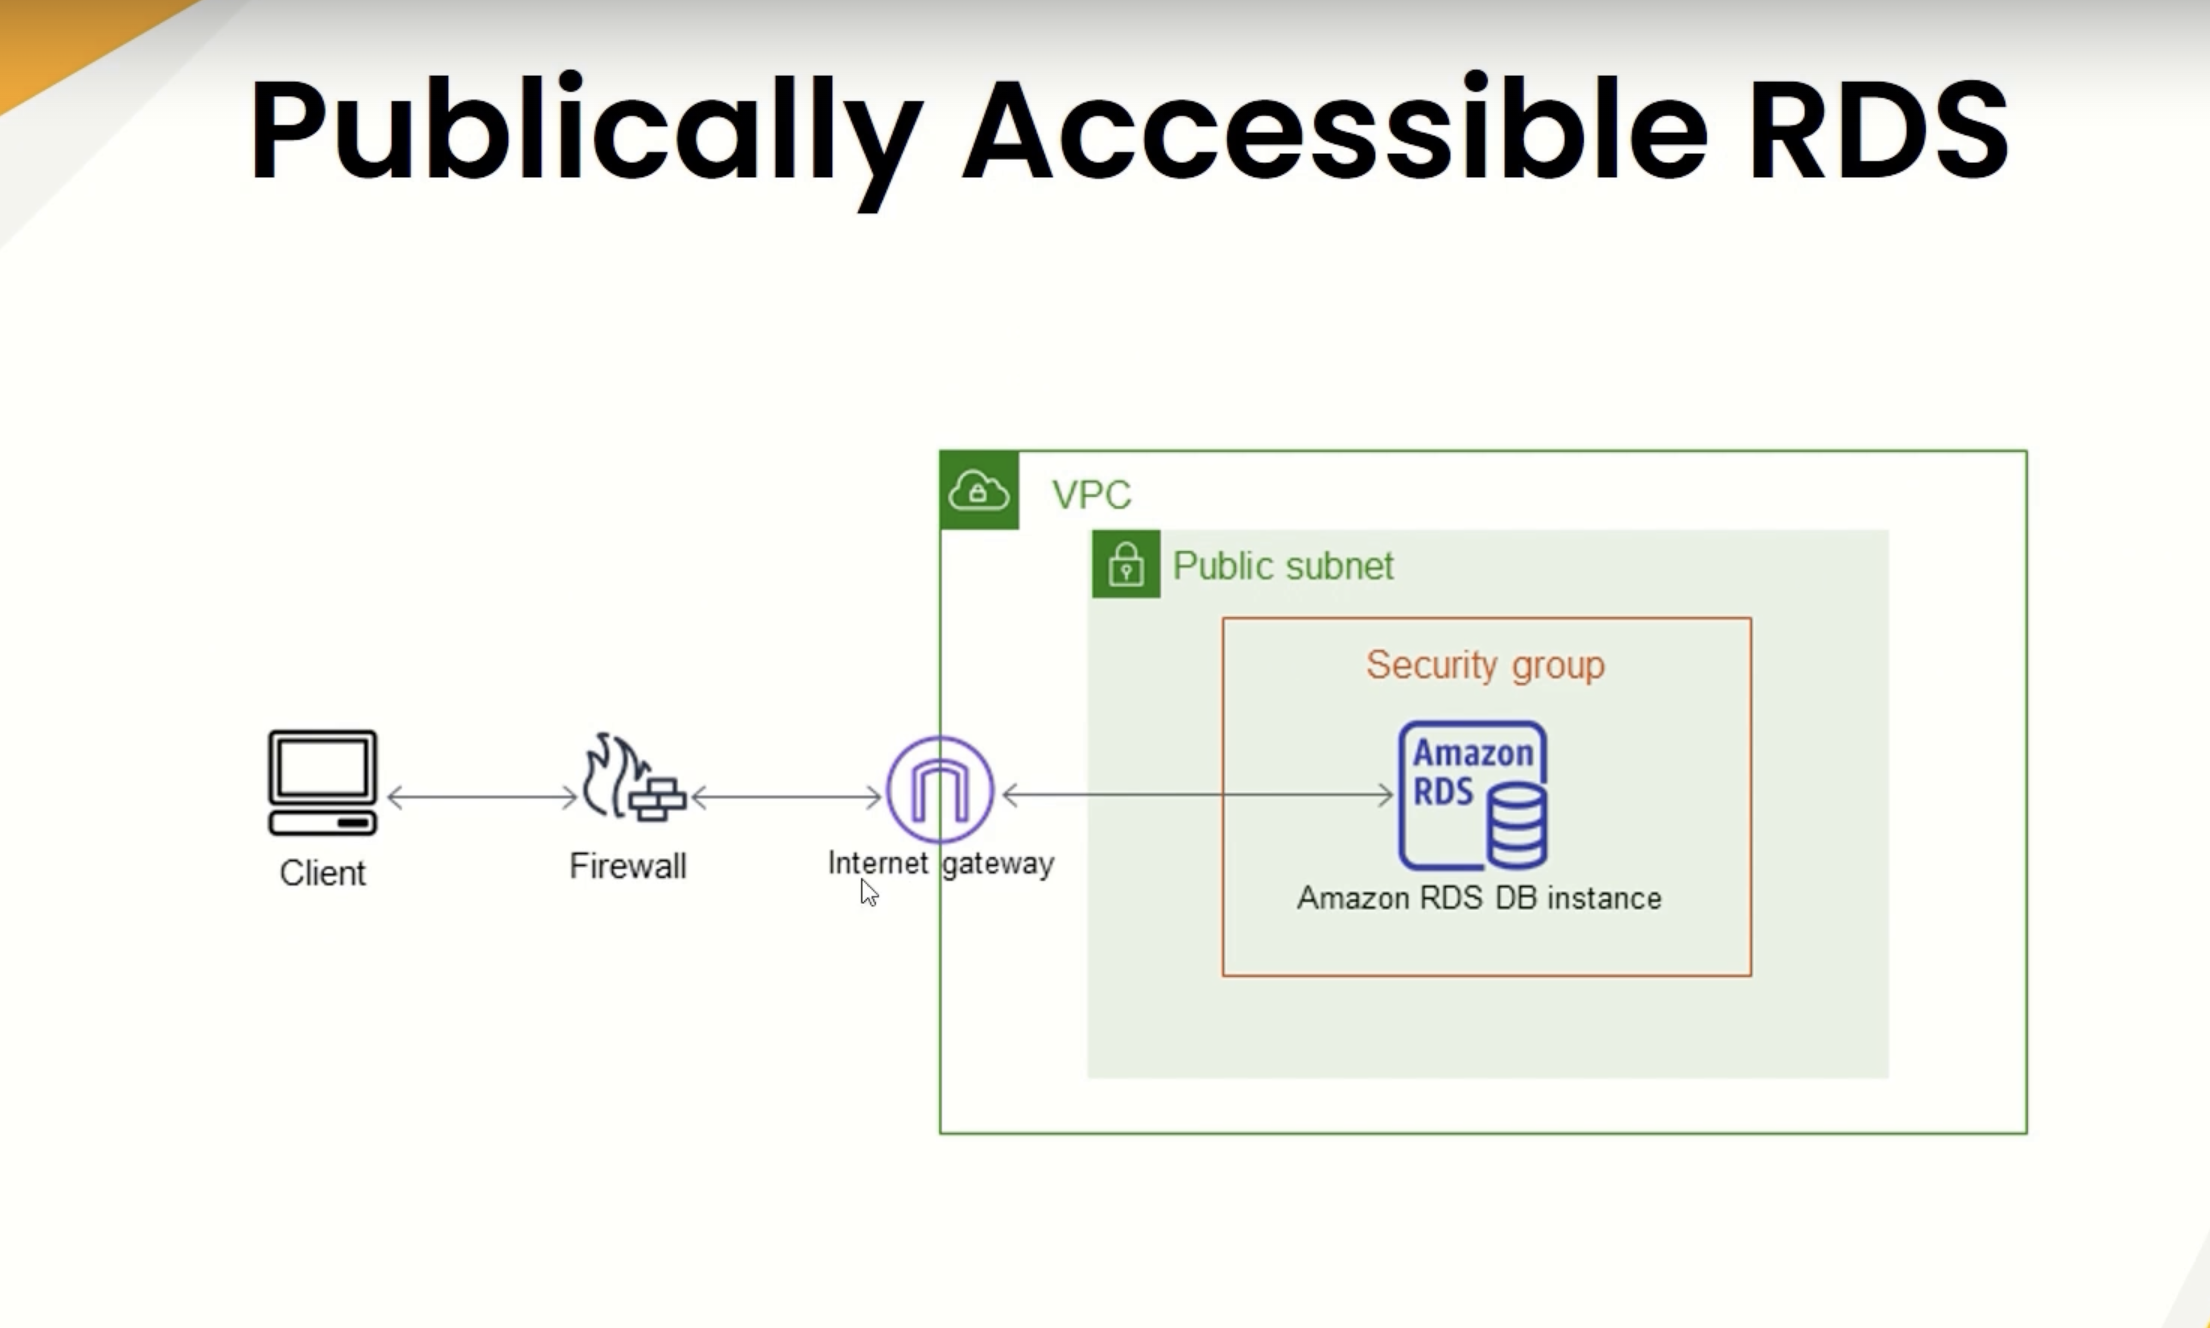 Publically Accessible RDS
VPC
Public subnet
Security group
Amazon
RDS
Client
Firewall
Internet gateway
Amazon RDS DB instance